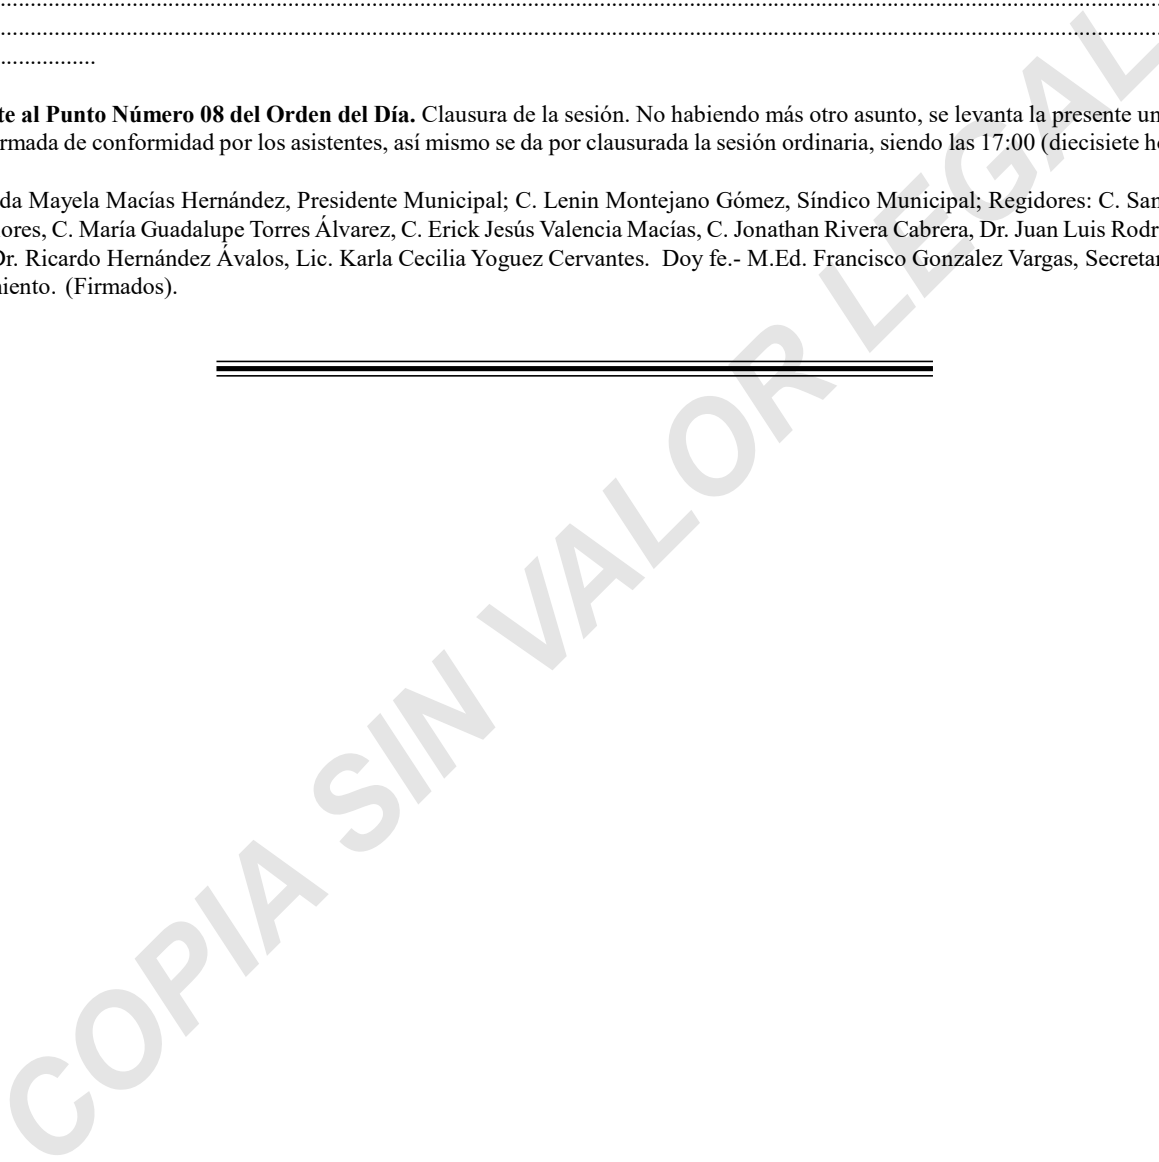 ................................................................................................................................................................................................
................................................................................................................................................................................................
................
te al Punto Número 08 del Orden del Día. Clausura de la sesión. No habiendo más otro asunto, se levanta la presente un
rmada de conformidad por los asistentes, así mismo se da por clausurada la sesión ordinaria, siendo las 17:00 (diecisiete h
da Mayela Macías Hernández, Presidente Municipal; C. Lenin Montejano Gómez, Síndico Municipal; Regidores: C. San
ores, C. María Guadalupe Torres Álvarez, C. Erick Jesús Valencia Macías, C. Jonathan Rivera Cabrera, Dr. Juan Luis Rodr
Dr. Ricardo Hernández Ávalos, Lic. Karla Cecilia Yoguez Cervantes. Doy fe.- M.Ed. Francisco Gonzalez Vargas, Secretar
iento. (Firmados).
COPIA SIN VALOR LEGAL